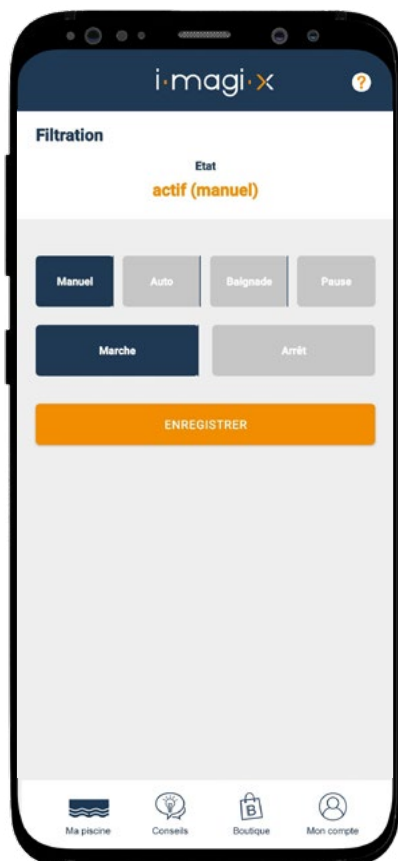 i·magi·x
?
Filtration
Etat
actif (manuel)
Manuel Auto Baignade Pause
Marche Arrêt
ENREGISTRER
B
Ma piscine Conseils Boutique Mon compte